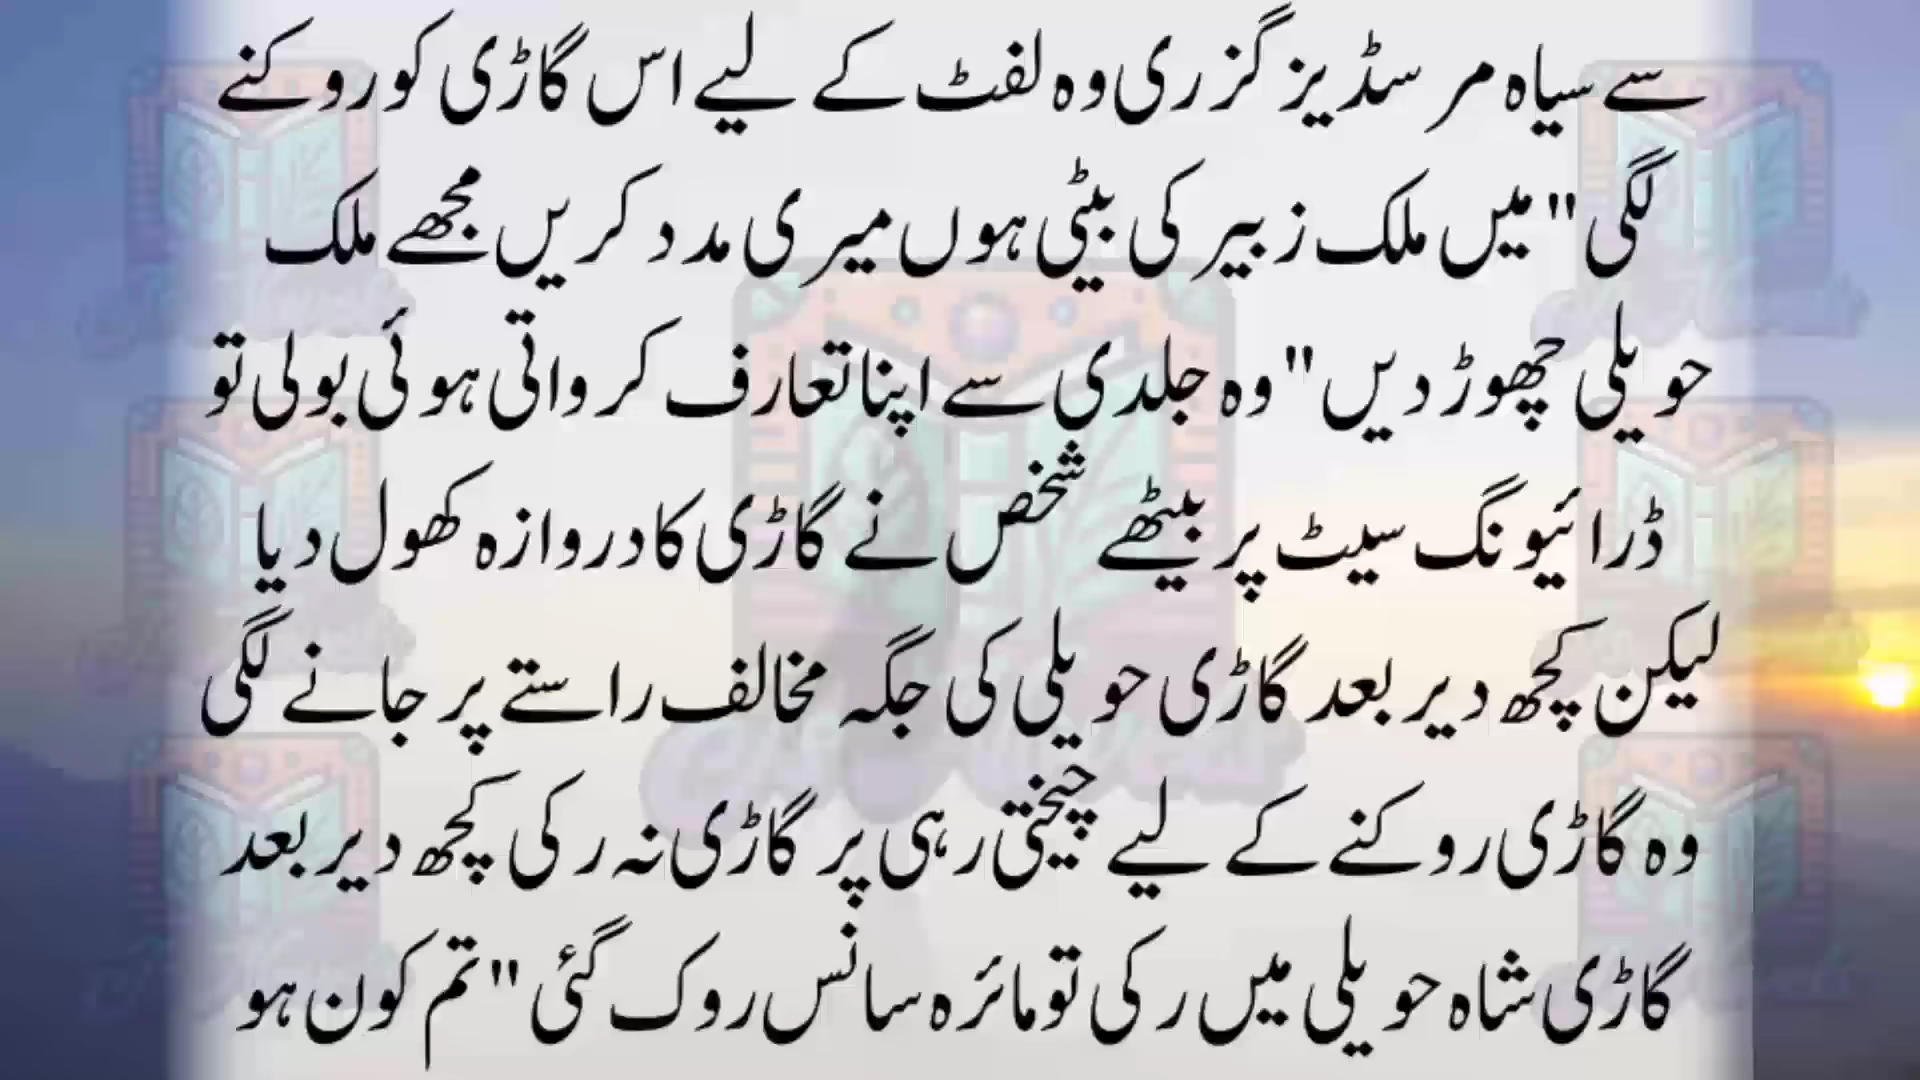 سے سیاہ مرسڈیز گزری وہ لفٹ کے لیے اس گاڑی کو روکنے
لگی "میں ملک زبیر کی بیٹی ہوں میری مدد کریں مجھے ملک
حویلی چھوڑ دیں" وہ جلدی سے اپنا تعارف کرواتی ہوئی بولی تو
ڈرائیونگ سیٹ پر بیٹھے شخص نے گاڑی کا دروازہ کھول دیا
لیکن کچھ دیر بعد گاڑی حویلی کی جگہ مخالف راستے پر جانے لگی
وہ گاڑی روکنے کے لیے چیختی رہی پر گاڑی نہ رکی کچھ دیر بعد
گاڑی شاہ حویلی میں رکی تو مائرہ سانس روک گئی "تم کون ہو